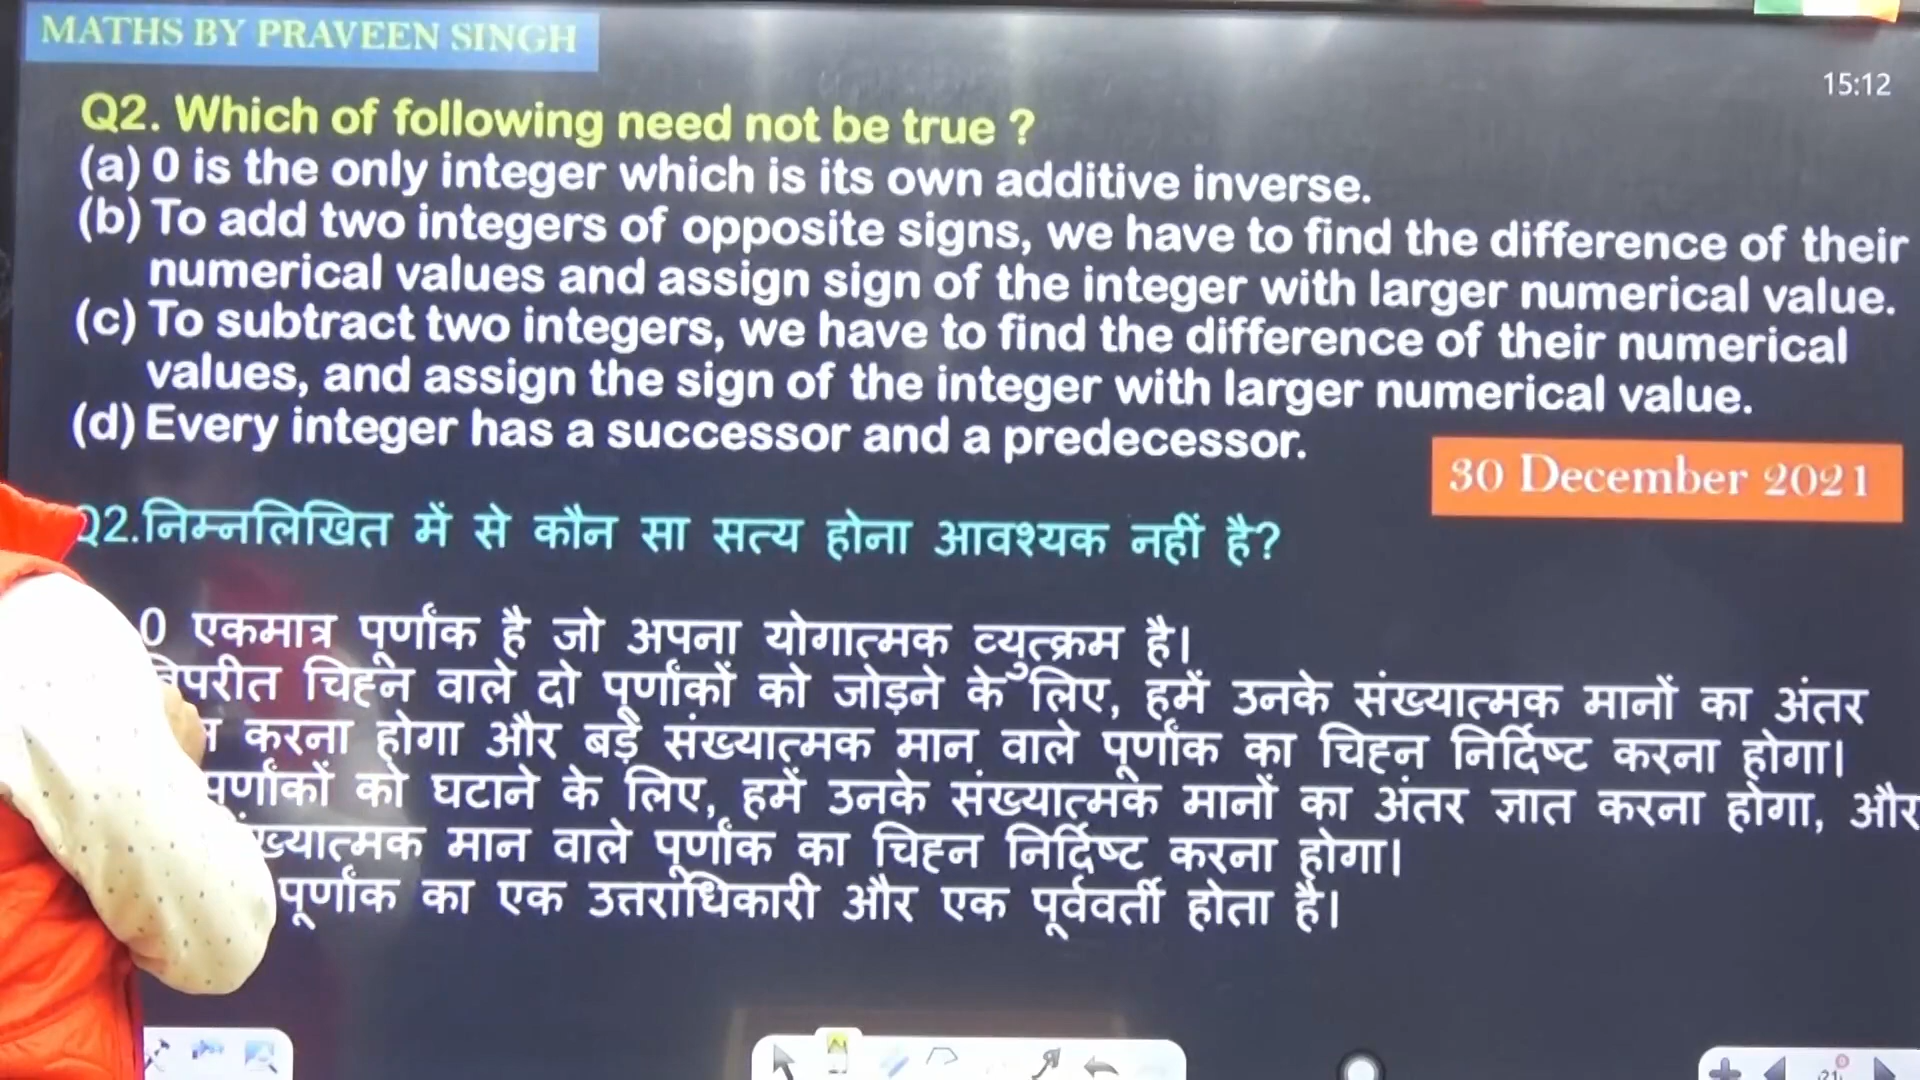 MATHS BY PRAVEEN SINGH
15:12
Q2. Which of following need not be true ?
(a) 0 is the only integer which is its own additive inverse.
(b) To add two integers of opposite signs, we have to find the difference of their
numerical values and assign sign of the integer with larger numerical value.
(c) To subtract two integers, we have to find the difference of their numerical
values, and assign the sign of the integer with larger numerical value.
(d) Every integer has a successor and a predecessor.
30 December 2021
Q2.निम्नलिखित में से कौन सा सत्य होना आवश्यक नहीं है?
0 एकमात्र पूर्णांक है जो अपना योगात्मक व्युत्क्रम है।
चिह्न वाले दो पूर्णांकों को जोड़ने के लिए, हमें उनके संख्यात्मक मानों का अंतर
करना होगा और बड़े संख्यात्मक मान वाले पूर्णांक का चिह्न निर्दिष्ट करना होगा।
को घटाने के लिए, हमें उनके संख्यात्मक मानों का अंतर ज्ञात करना होगा, और
मान वाले पूर्णांक का चिह्न निर्दिष्ट करना होगा।
पूर्णांक का एक उत्तराधिकारी और एक पूर्ववर्ती होता है।